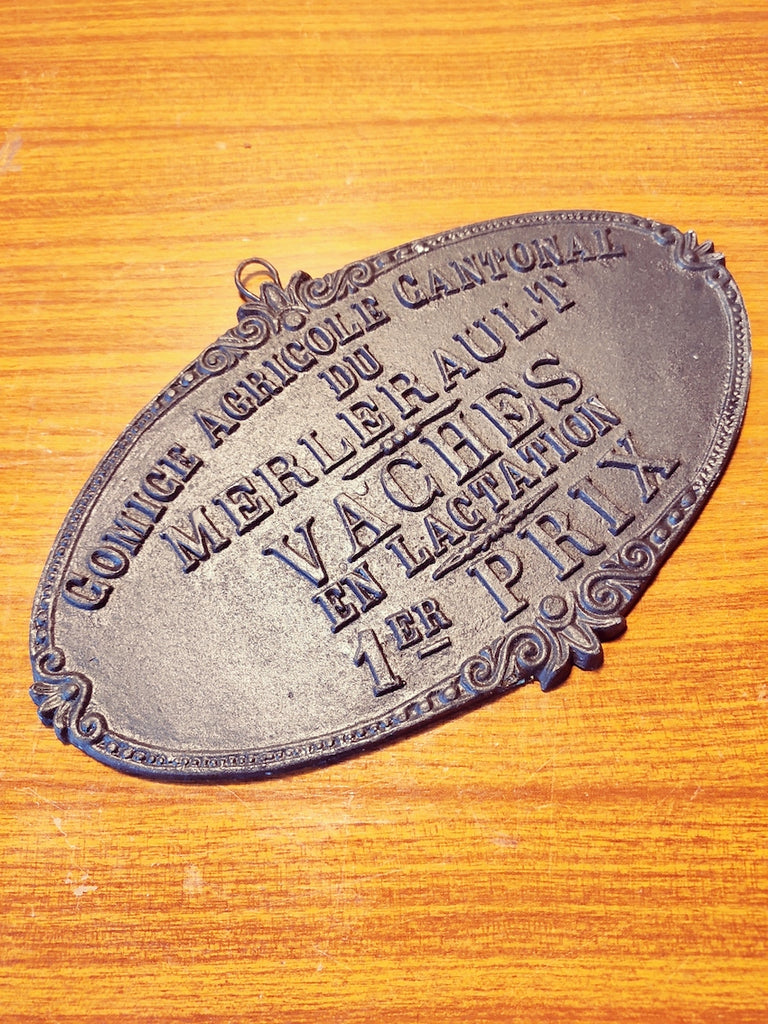 COMICE AGRICOLE CANTONAL
DU
MERLERAULT
VACHES
EN LACTATION
1ER PRIX